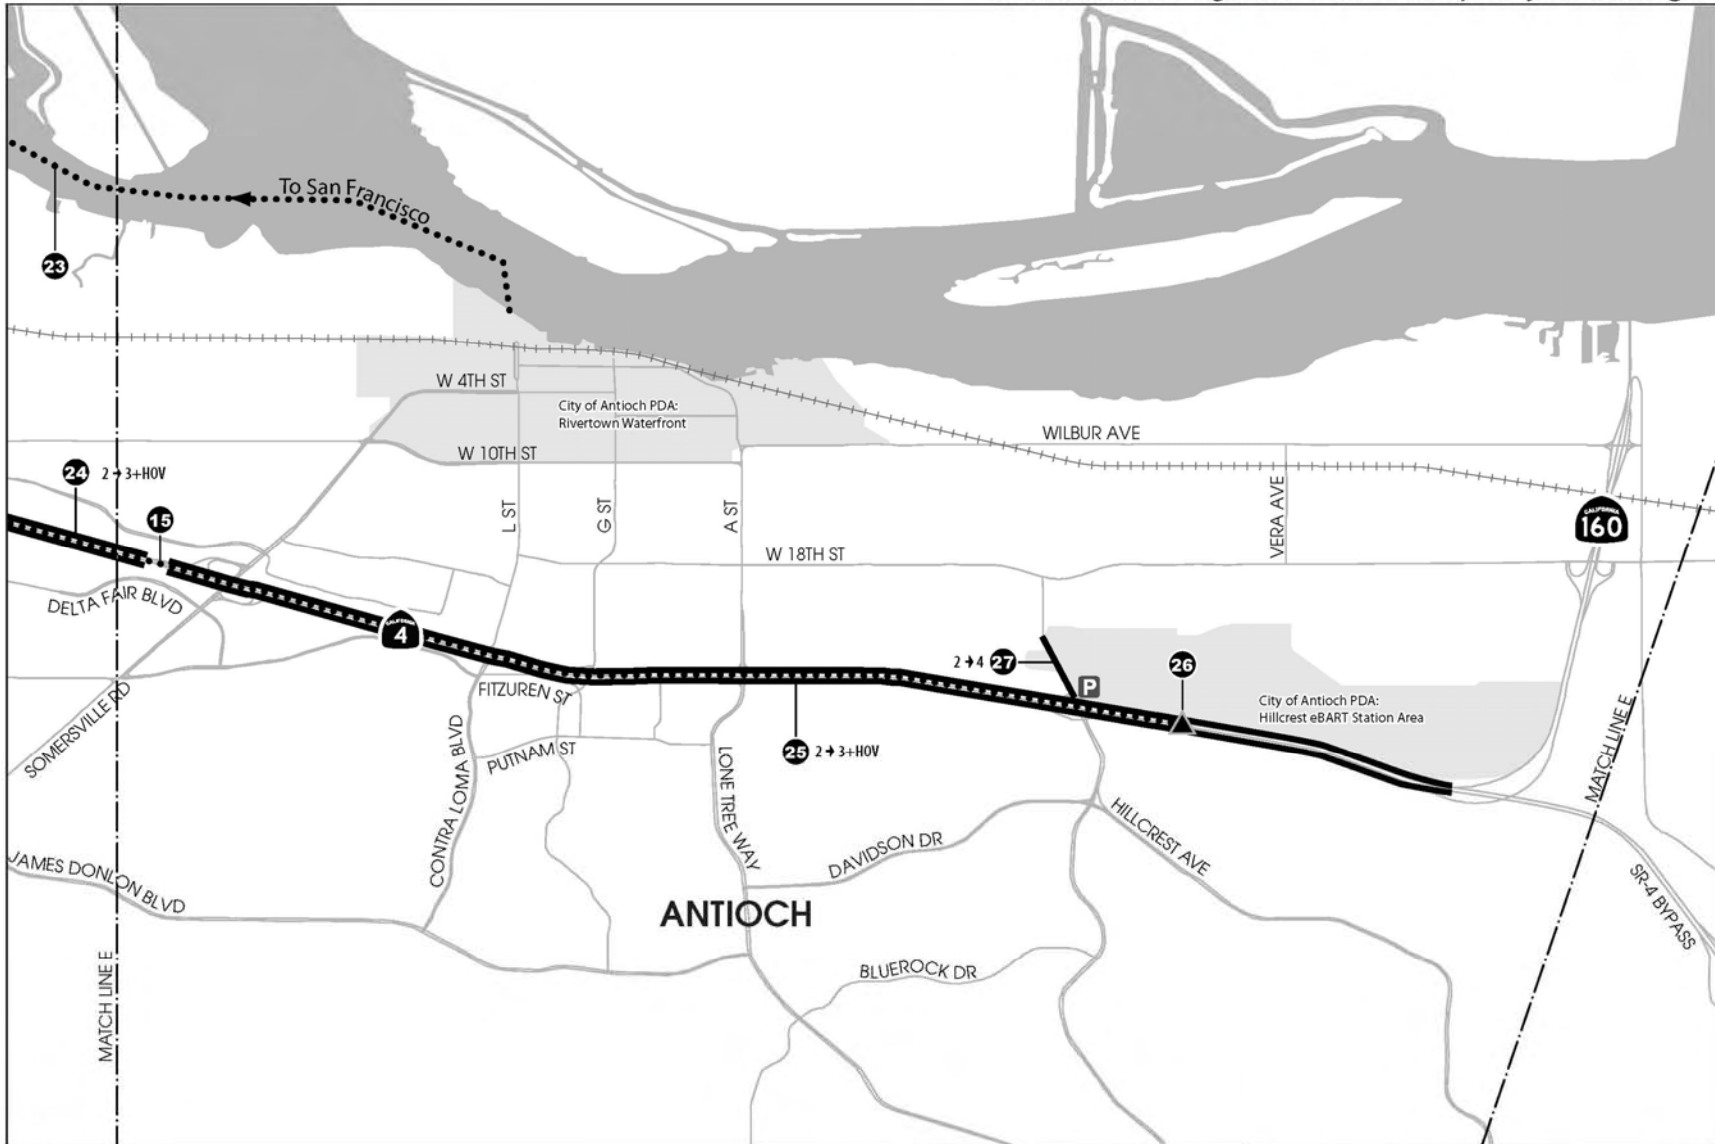 To San Francisco
23
W 4TH ST
City of Antioch PDA:
Rivertown Waterfront
WILBUR AVE
W 10TH ST
24 2→3+HOV
15
L ST
G ST
A ST
VERA AVE
CALIFORNIA
160
W 18TH ST
DELTA FAIR BLVD
CALIFORNIA
4
2→4 27
26
P
FITZUREN ST
City of Antioch PDA:
Hillcrest eBART Station Area
SOMERSVILLE RD
MATCH LINE E
25 2→3+HOV
PUTNAM ST
CONTRA LOMA BLVD
LONE TREE WAY
HILLCREST AVE
DAVIDSON DR
JAMES DONLON BLVD
SR-4 BYPASS
ANTIOCH
BLUEROCK DR
MATCH LINE E